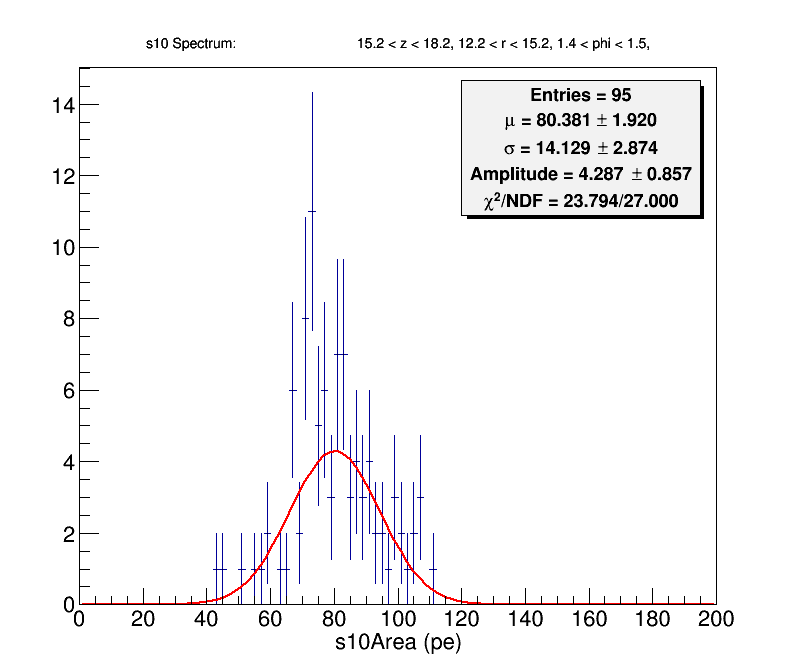 s10 Spectrum: 15.2 < z < 18.2, 12.2 < r < 15.2, 1.4 < phi < 1.5,
Entries = 95
μ = 80.381 ± 1.920
σ = 14.129 ± 2.874
Amplitude = 4.287 ± 0.857
χ²/NDF = 23.794/27.000
14
12
10
8
6
4
2
0
0 20 40 60 80 100 120 140 160 180 200
s10Area (pe)